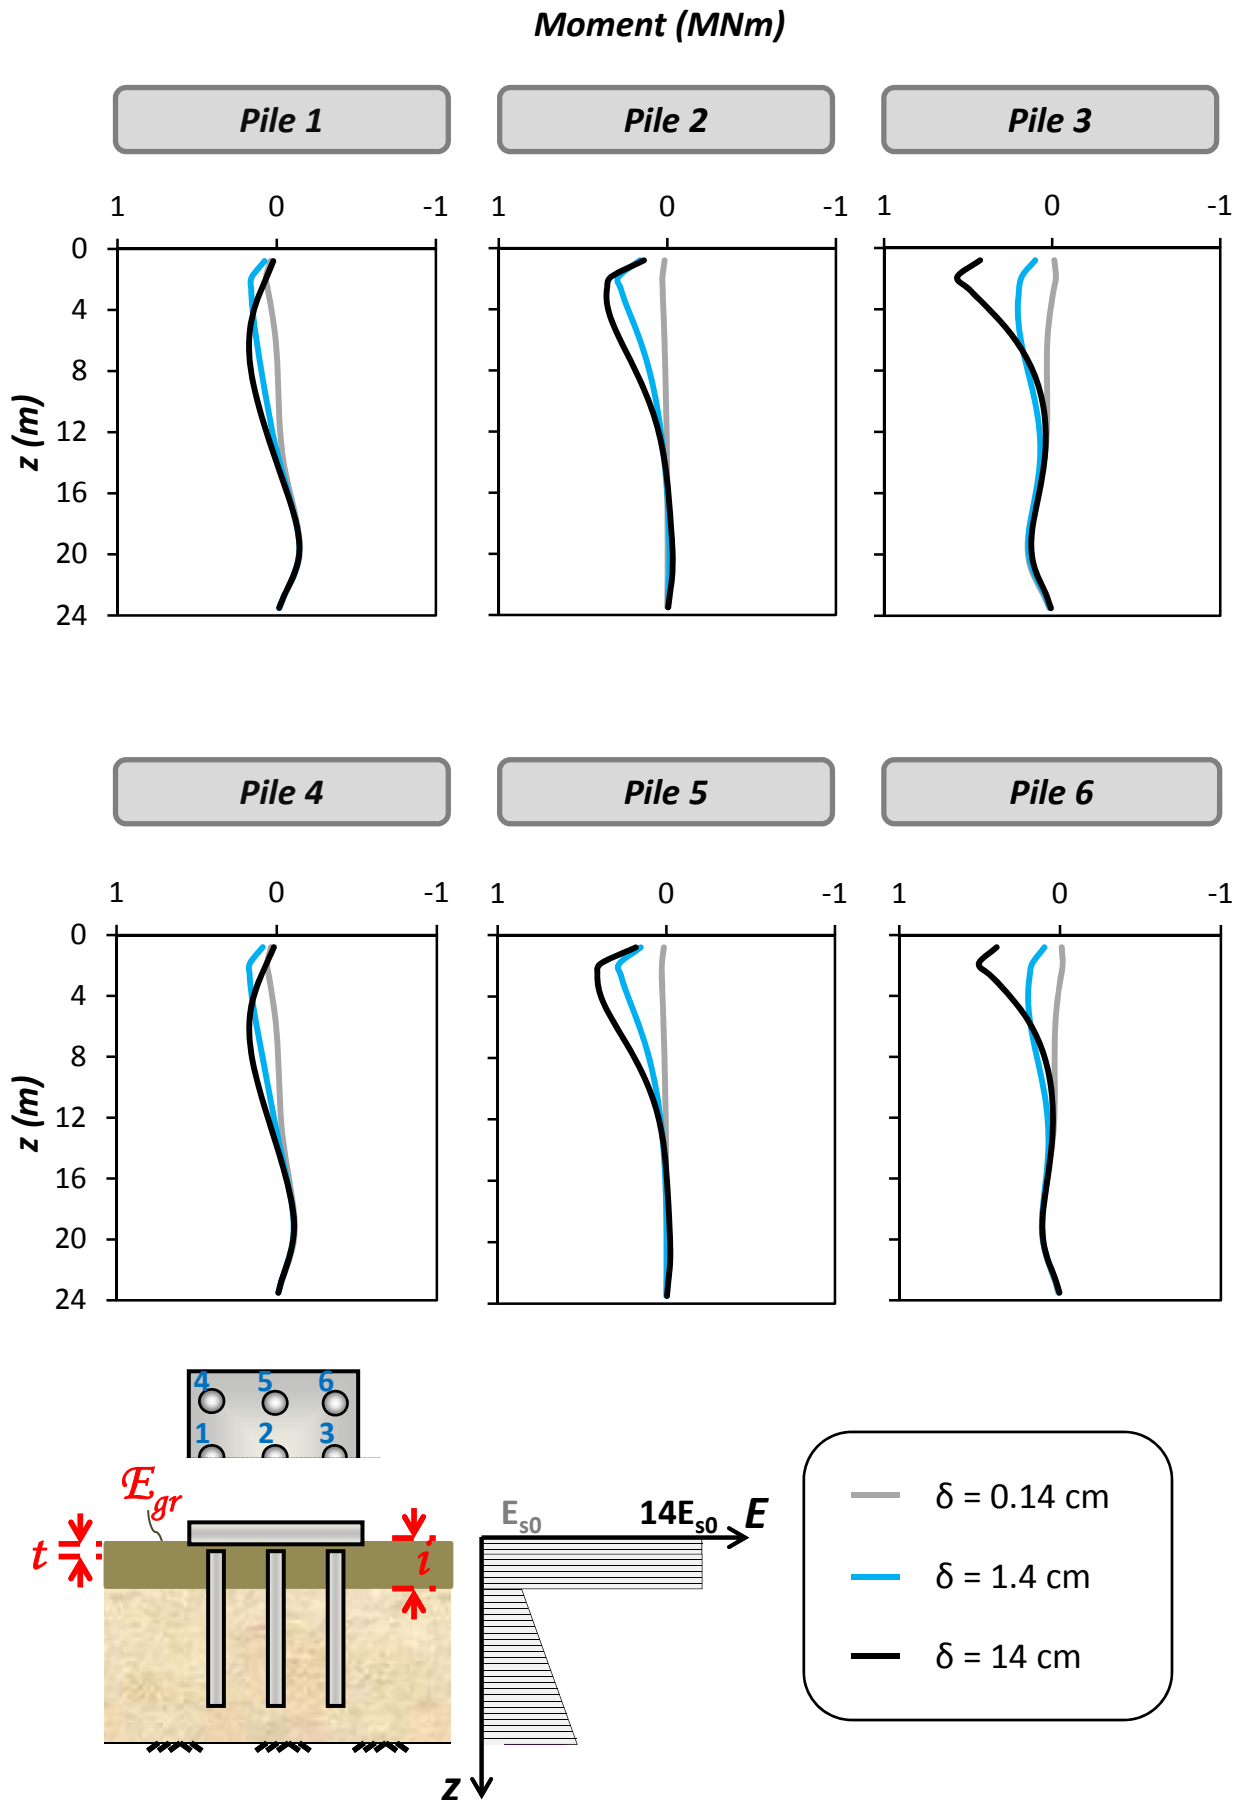 Moment (MNm)
Pile 1 Pile 2 Pile 3
1 0 -1 1 0 -1 1 0 -1
0
4
8
12
16
20
24
z (m)
Pile 4 Pile 5 Pile 6
1 0 -1 1 0 -1 1 0 -1
0
4
8
12
16
20
24
z (m)
4 5 6
1 2 3
Egr
t
i
Es0 14Es0 E
z
δ = 0.14 cm
δ = 1.4 cm
δ = 14 cm